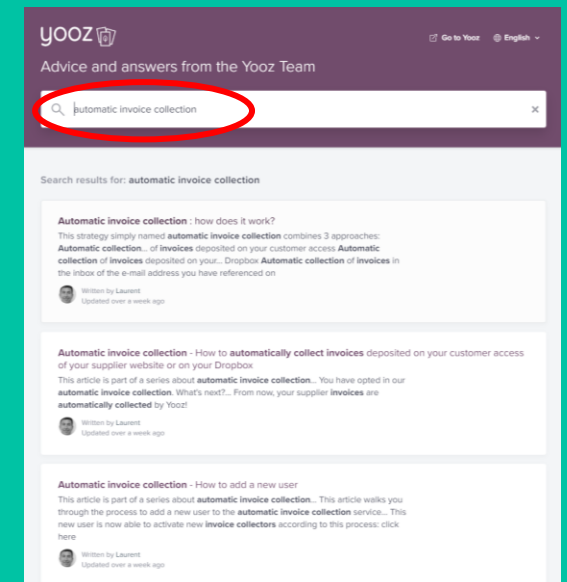 yooz
Go to Yooz English
Advice and answers from the Yooz Team
automatic invoice collection
Search results for: automatic invoice collection
Automatic invoice collection : how does it work?
This strategy simply named automatic invoice collection combines 3 approaches:
Automatic collection... of invoices deposited on your customer access Automatic
collection of invoices deposited on your... Dropbox Automatic collection of invoices in
the inbox of the e-mail address you have referenced on
Written by Laurent
Updated over a week ago
Automatic invoice collection - How to automatically collect invoices deposited on your customer access
of your supplier website or on your Dropbox
This article is part of a series about automatic invoice collection... You have opted in our
automatic invoice collection. What's next?... From now, your supplier invoices are
automatically collected by Yooz!
Written by Laurent
Updated over a week ago
Automatic invoice collection - How to add a new user
This article is part of a series about automatic invoice collection... This article walks you
through the process to add a new user to the automatic invoice collection service... This
new user is now able to activate new invoice collectors according to this process: click
here
Written by Laurent
Updated over a week ago